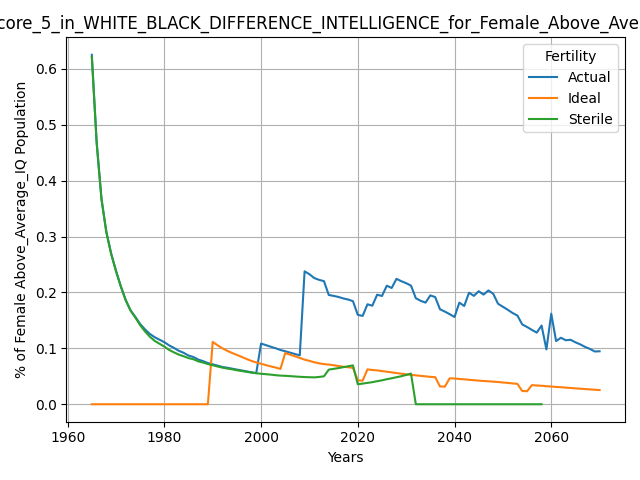 core_5_in_WHITE_BLACK_DIFFERENCE_INTELLIGENCE_for_Female_Above_Ave
Fertility
Actual
Ideal
Sterile
% of Female Above_Average_IQ Population
0.6
0.5
0.4
0.3
0.2
0.1
0.0
1960 1980 2000 2020 2040 2060
Years